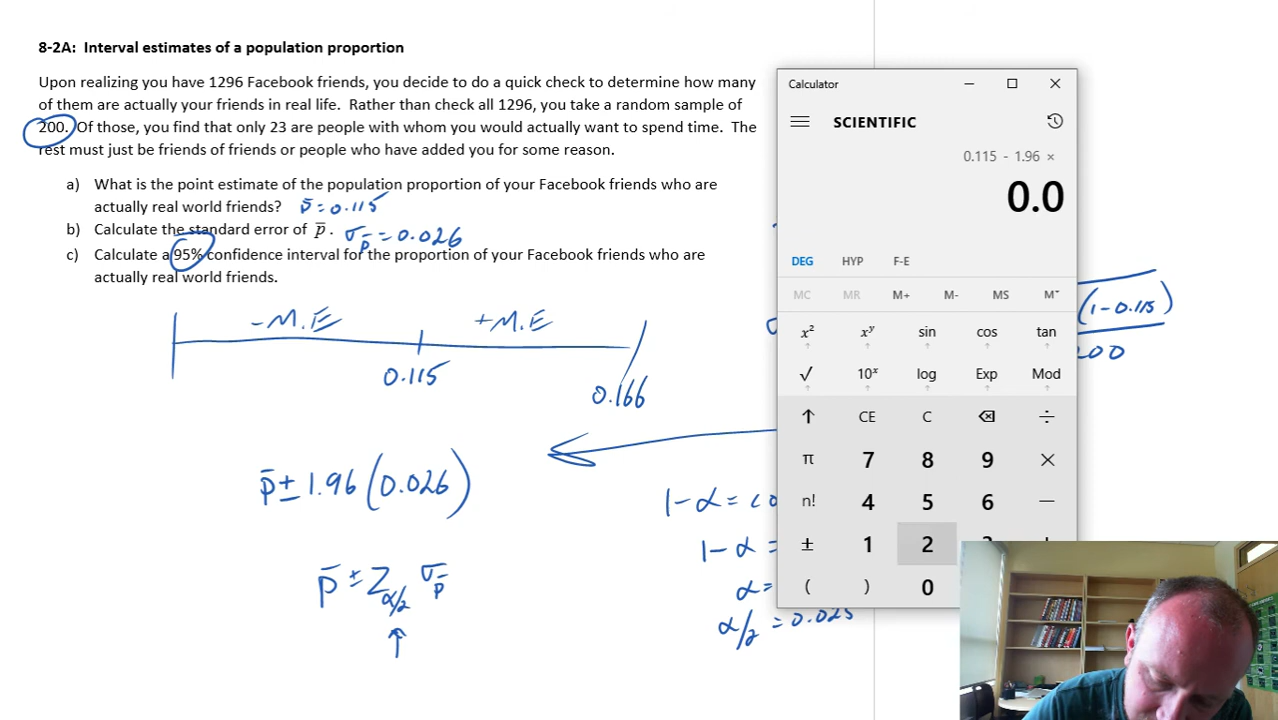 8-2A: Interval estimates of a population proportion
Upon realizing you have 1296 Facebook friends, you decide to do a quick check to determine how many
of them are actually your friends in real life. Rather than check all 1296, you take a random sample of
200. Of those, you find that only 23 are people with whom you would actually want to spend time. The
rest must just be friends of friends or people who have added you for some reason.
a) What is the point estimate of the population proportion of your Facebook friends who are
actually real world friends? p̄ = 0.115
b) Calculate the standard error of p̄. σp̄ = 0.026
c) Calculate a 95% confidence interval for the proportion of your Facebook friends who are
actually real world friends.
-M.E +M.E
0.115
0.166
p̄ ± 1.96 (0.026)
p̄ ± Zα/2 σp̄
(1-0.115)
200
1-α =
1-α =
α =
α/2 = 0.025
Calculator
SCIENTIFIC
0.115 - 1.96 ×
0.0
DEG HYP F-E
MC MR M+ M- MS M˅
x² xʸ sin cos tan
√ 10ˣ log Exp Mod
↑ CE C ⌫ ÷
π 7 8 9 ×
n! 4 5 6 —
± 1 2
( ) 0